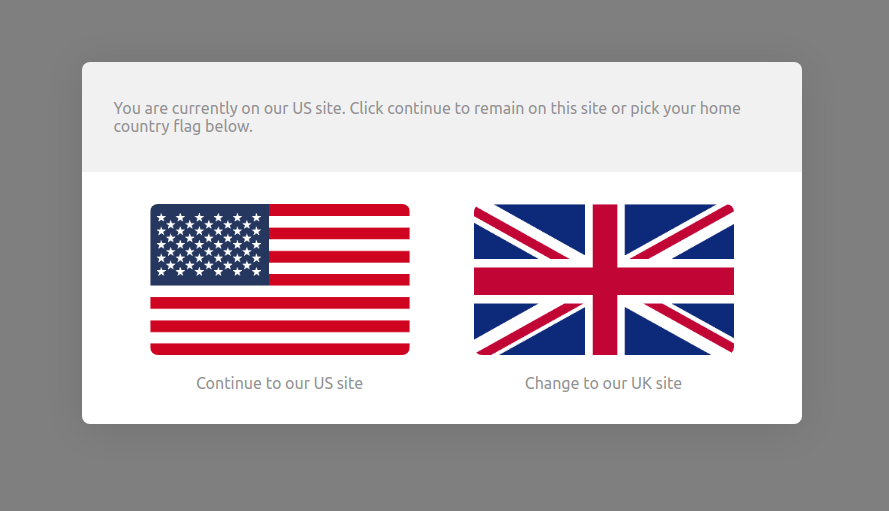 You are currently on our US site. Click continue to remain on this site or pick your home
country flag below.
Continue to our US site
Change to our UK site